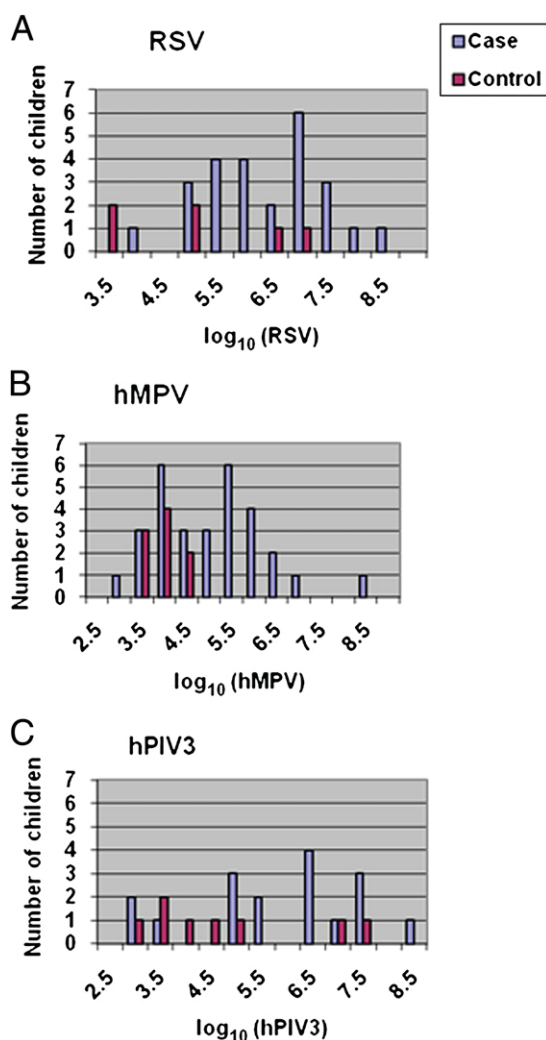 A
RSV
Case
Control
Number of children
7
6
5
4
3
2
1
0
3.5 4.5 5.5 6.5 7.5 8.5
log10 (RSV)
B
hMPV
Number of children
7
6
5
4
3
2
1
0
2.5 3.5 4.5 5.5 6.5 7.5 8.5
log10 (hMPV)
C
hPIV3
Number of children
7
6
5
4
3
2
1
0
2.5 3.5 4.5 5.5 6.5 7.5 8.5
log10 (hPIV3)